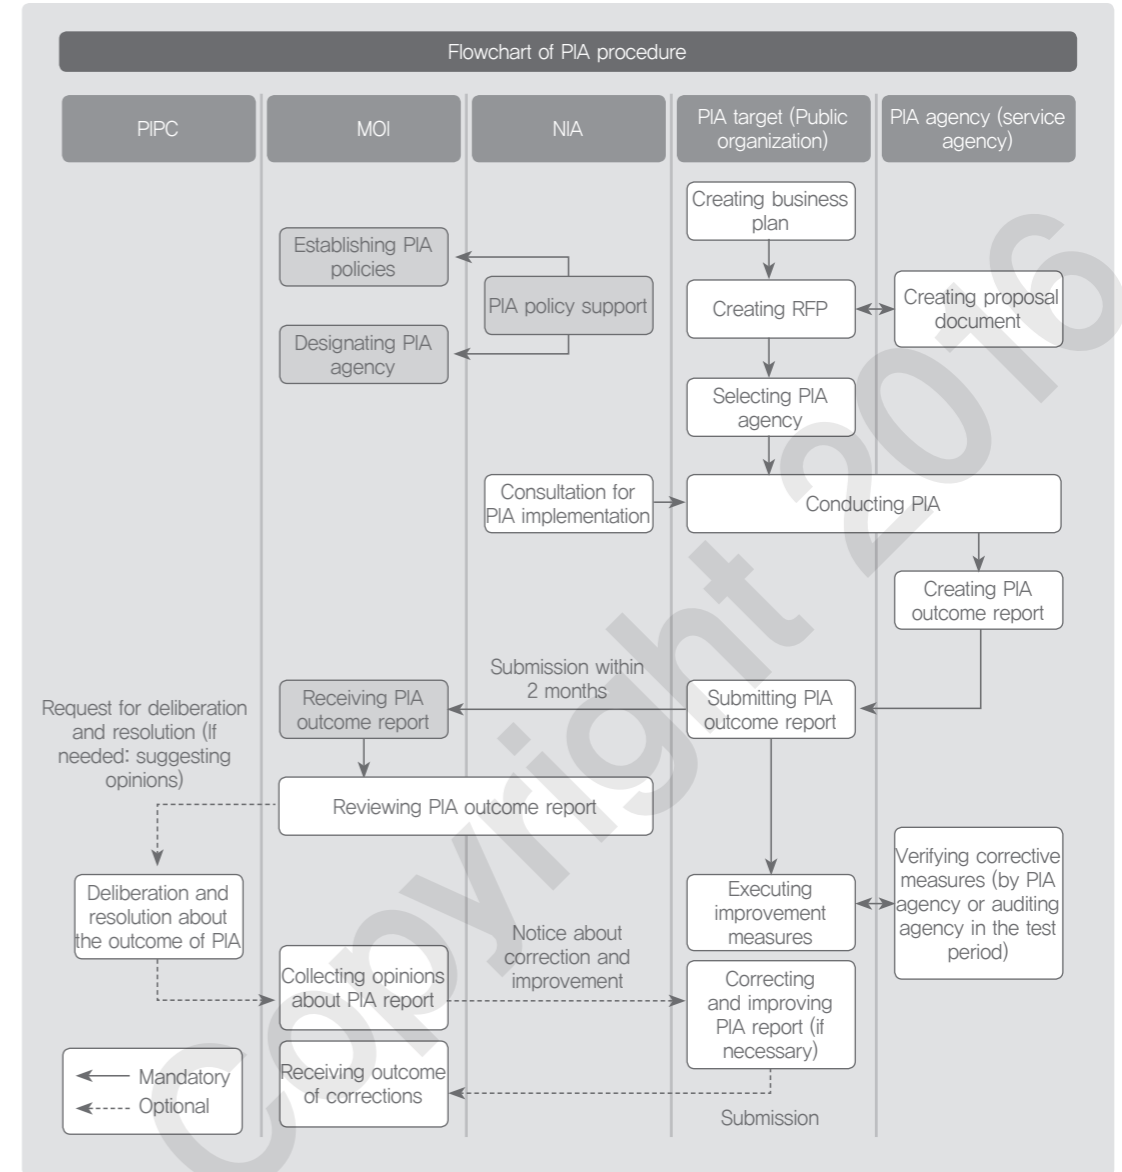 Flowchart of PIA procedure
PIPC
MOI
NIA
PIA target (Public
organization)
PIA agency (service
agency)
Creating business
plan
Establishing PIA
policies
PIA policy support
Designating PIA
agency
Creating RFP
Creating proposal
document
Selecting PIA
agency
Consultation for
PIA implementation
Conducting PIA
Creating PIA
outcome report
Submission within
2 months
Receiving PIA
outcome report
Submitting PIA
outcome report
Request for deliberation
and resolution (If
needed: suggesting
opinions)
Reviewing PIA outcome report
Deliberation and
resolution about
the outcome of PIA
Executing
improvement
measures
Verifying corrective
measures (by PIA
agency or auditing
agency in the test
period)
Notice about
correction and
improvement
Collecting opinions
about PIA report
Correcting
and improving
PIA report (if
necessary)
Receiving outcome
of corrections
Submission
Mandatory
Optional
Copyright 2016